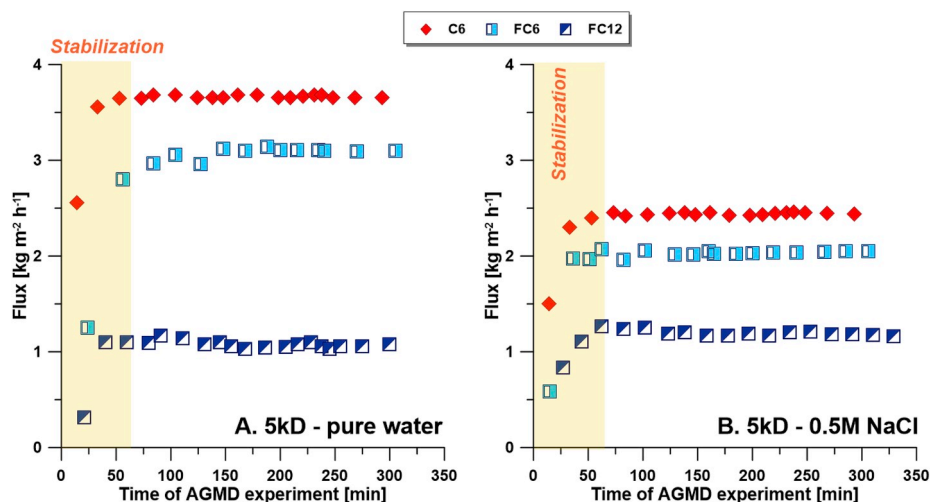 C6 FC6 FC12
Stabilization
4
3
2
1
0
Flux [kg m⁻² h⁻¹]
0 50 100 150 200 250 300 350
Time of AGMD experiment [min]
A. 5kD - pure water
Stabilization
4
3
2
1
0
Flux [kg m⁻² h⁻¹]
0 50 100 150 200 250 300 350
Time of AGMD experiment [min]
B. 5kD - 0.5M NaCl